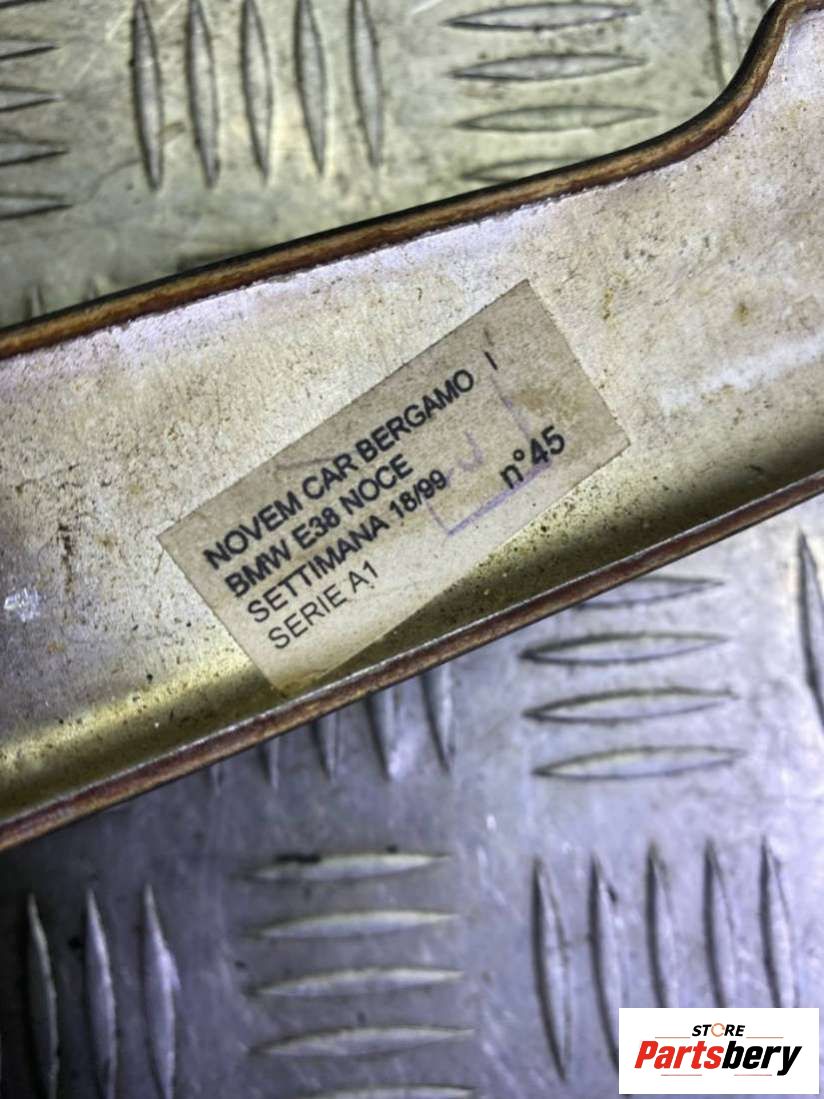 NOVEM CAR BERGAMO I
BMW E38 NOCE
SETTIMANA 18/99 n°45
SERIE A1
STORE
Partsbery